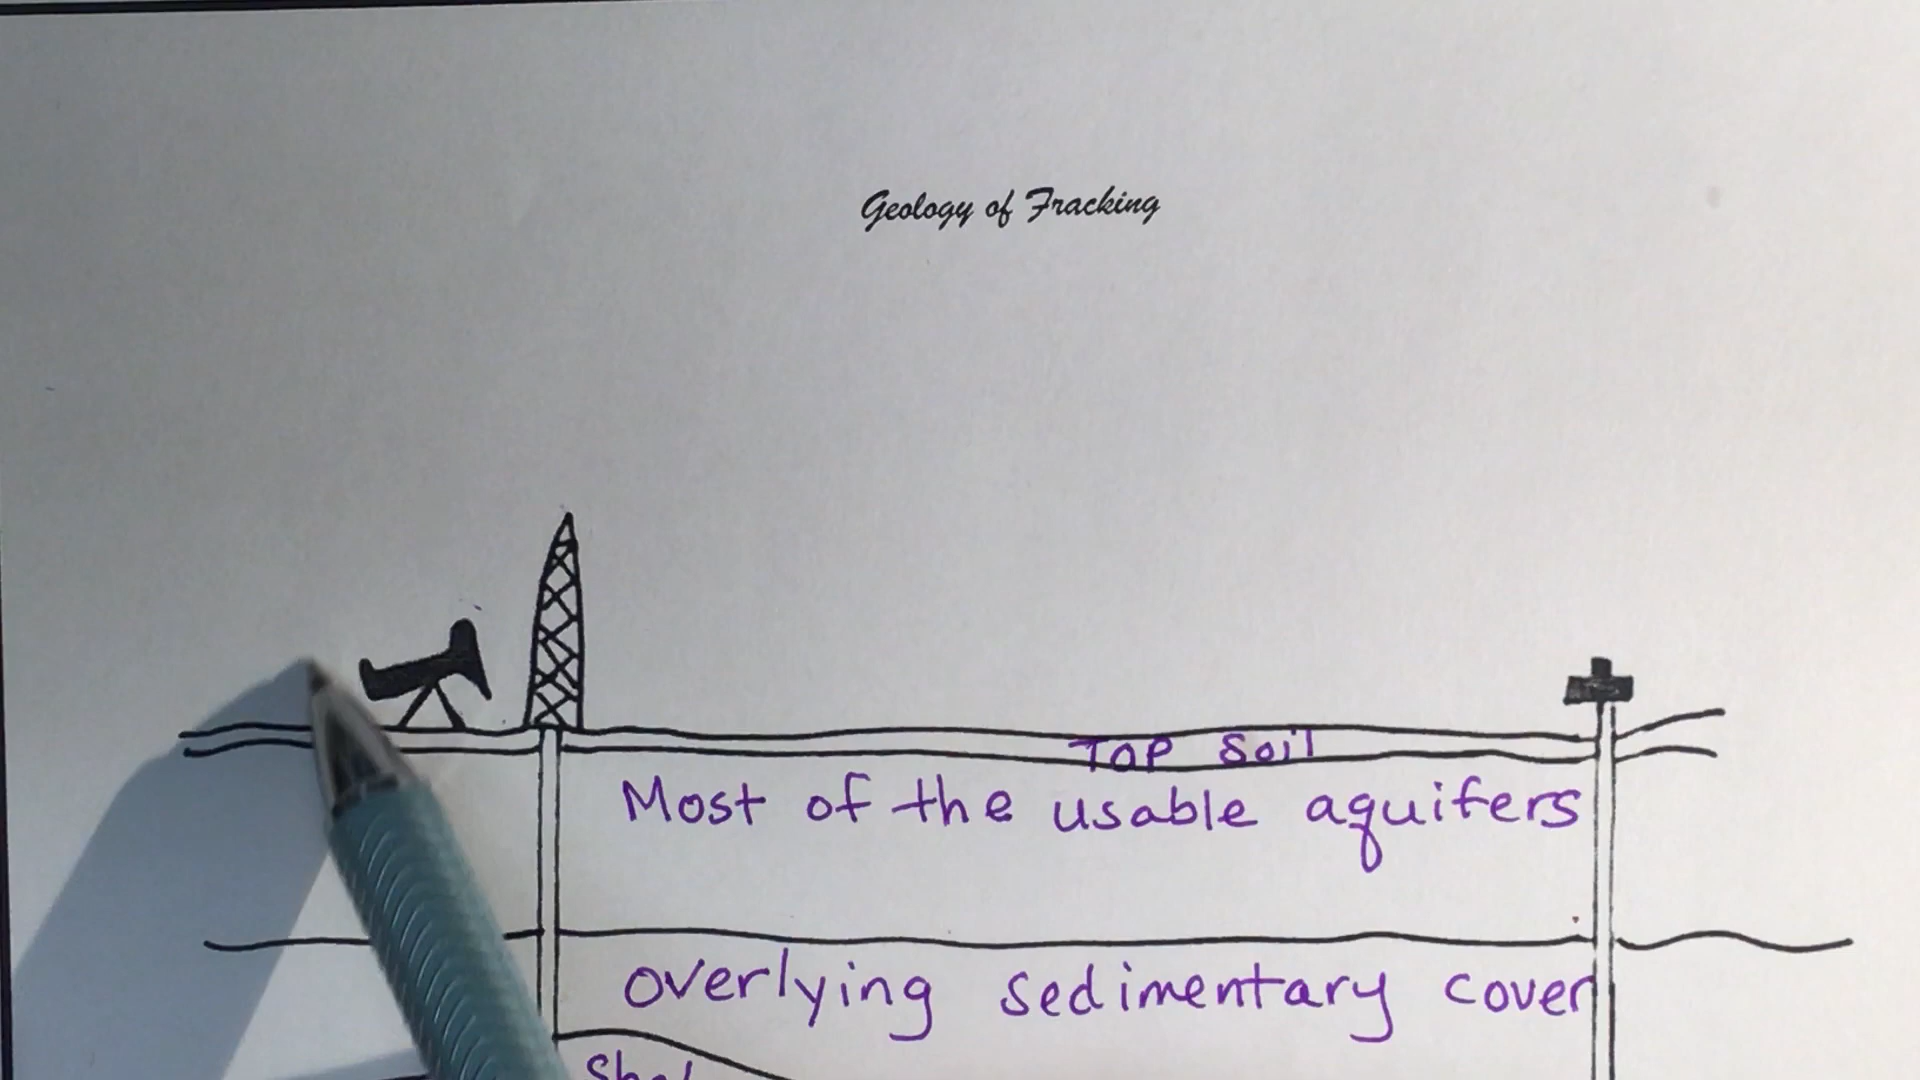 Geology of Fracking
Top Soil
Most of the usable aquifers
overlying sedimentary cover